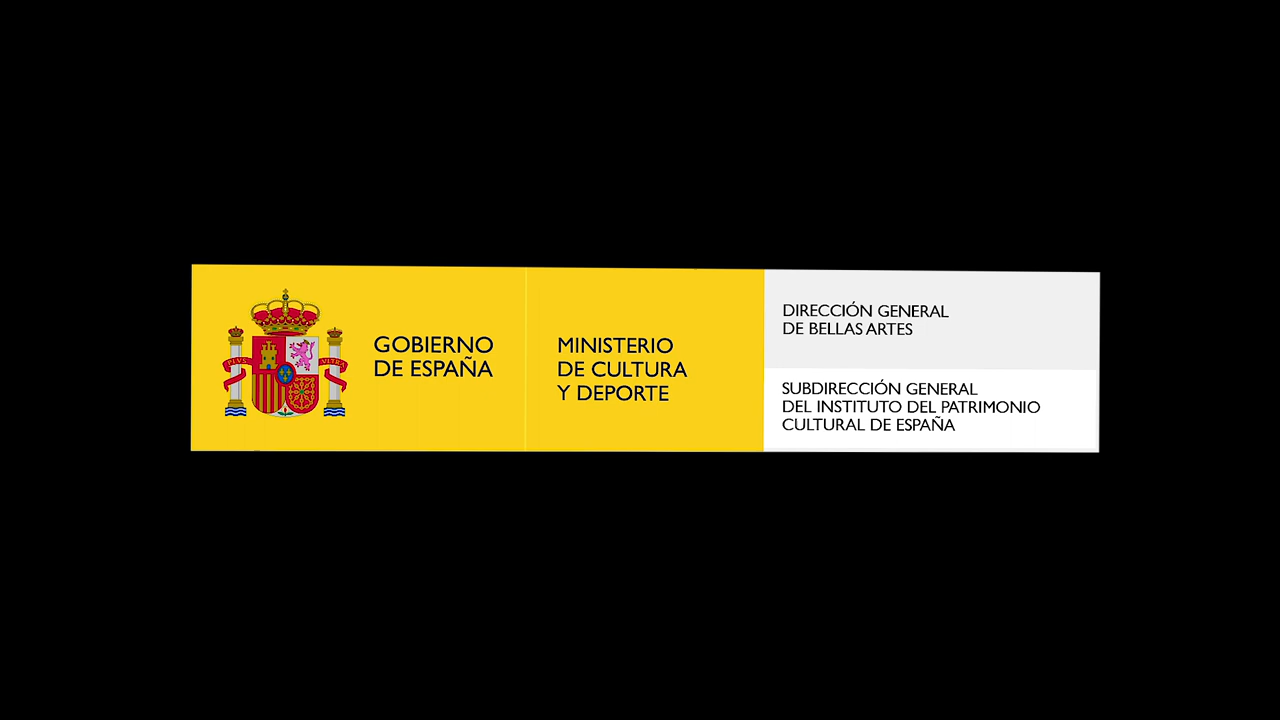 GOBIERNO
DE ESPAÑA
MINISTERIO
DE CULTURA
Y DEPORTE
DIRECCIÓN GENERAL
DE BELLAS ARTES
SUBDIRECCIÓN GENERAL
DEL INSTITUTO DEL PATRIMONIO
CULTURAL DE ESPAÑA